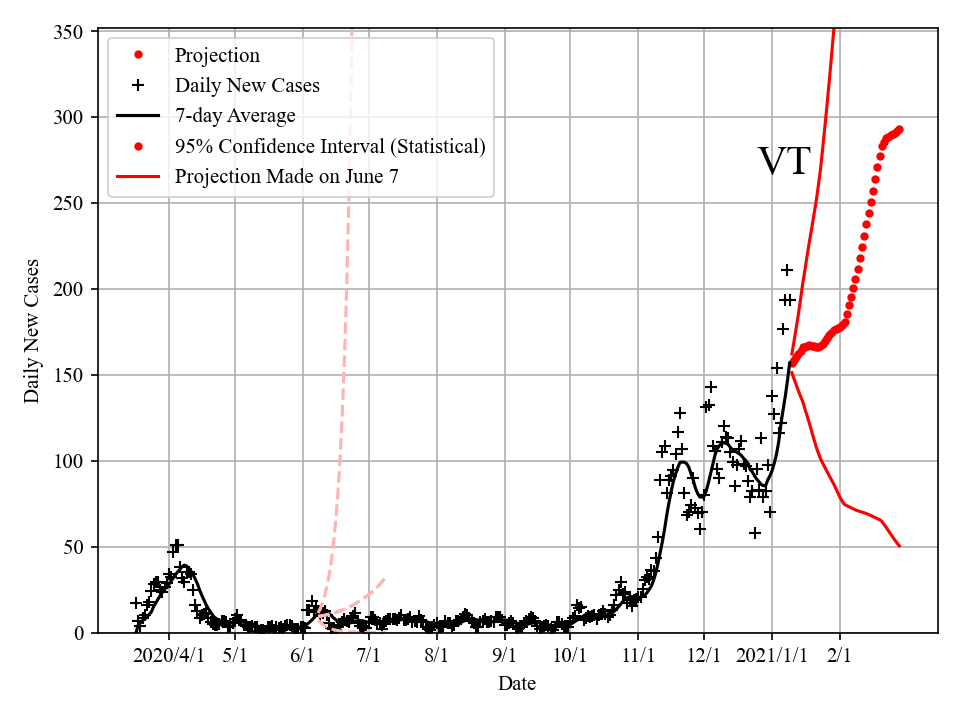 350
300
250
200
150
100
50
0
Daily New Cases
Projection
Daily New Cases
7-day Average
95% Confidence Interval (Statistical)
Projection Made on June 7
VT
2020/4/1 5/1 6/1 7/1 8/1 9/1 10/1 11/1 12/1 2021/1/1 2/1
Date